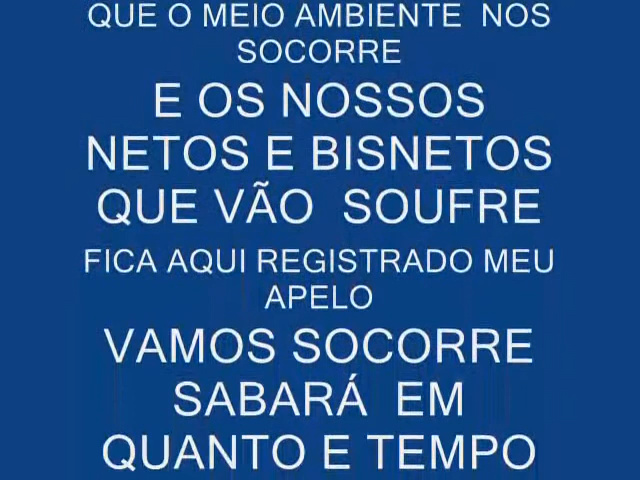 QUE O MEIO AMBIENTE  NOS
SOCORRE
E OS NOSSOS
NETOS E BISNETOS
QUE VÃO  SOUFRE
FICA AQUI REGISTRADO MEU
APELO
VAMOS SOCORRE
SABARÁ  EM
QUANTO E TEMPO